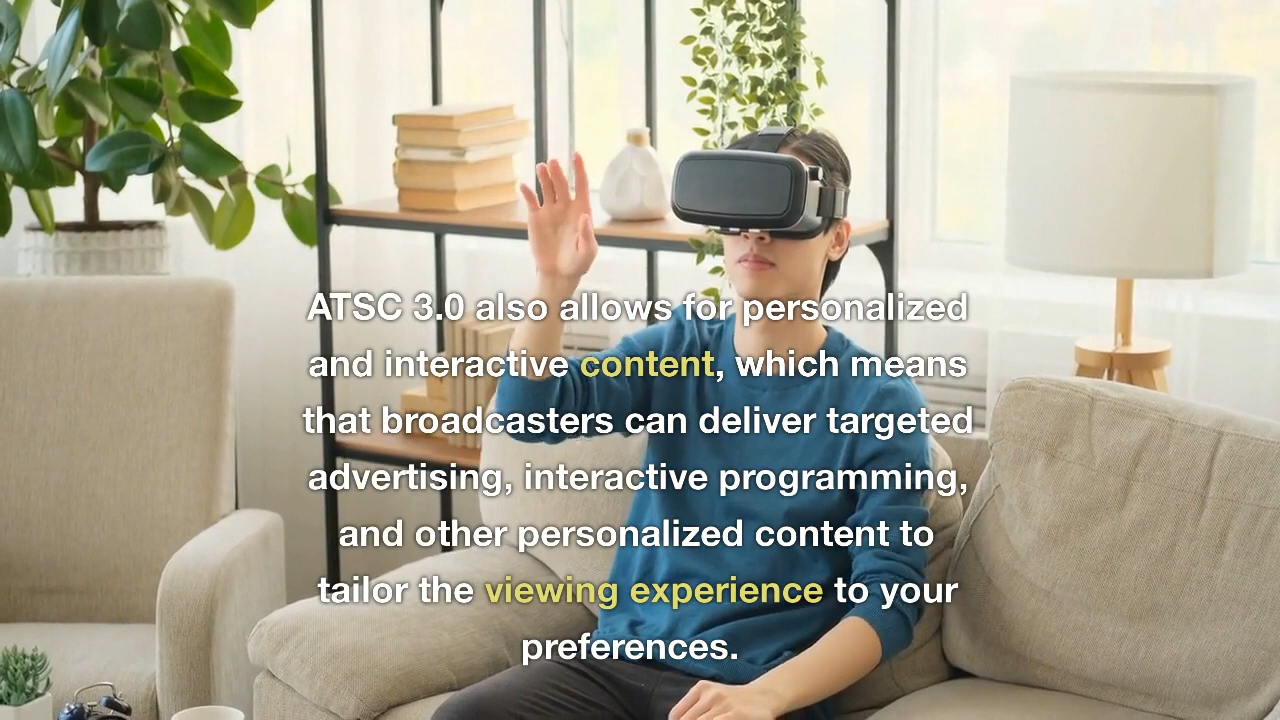 ATSC 3.0 also allows for personalized
and interactive content, which means
that broadcasters can deliver targeted
advertising, interactive programming,
and other personalized content to
tailor the viewing experience to your
preferences.